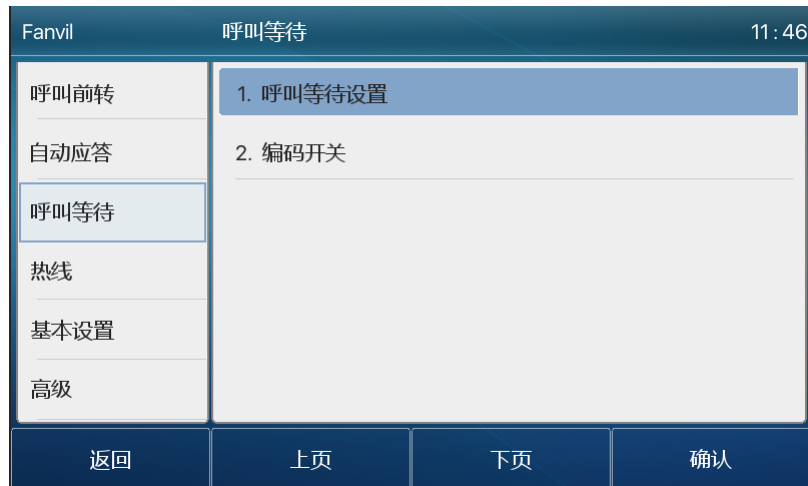 Fanvil 呼叫等待 11:46
呼叫前转
自动应答
呼叫等待
热线
基本设置
高级
1. 呼叫等待设置
2. 编码开关
返回 上页 下页 确认